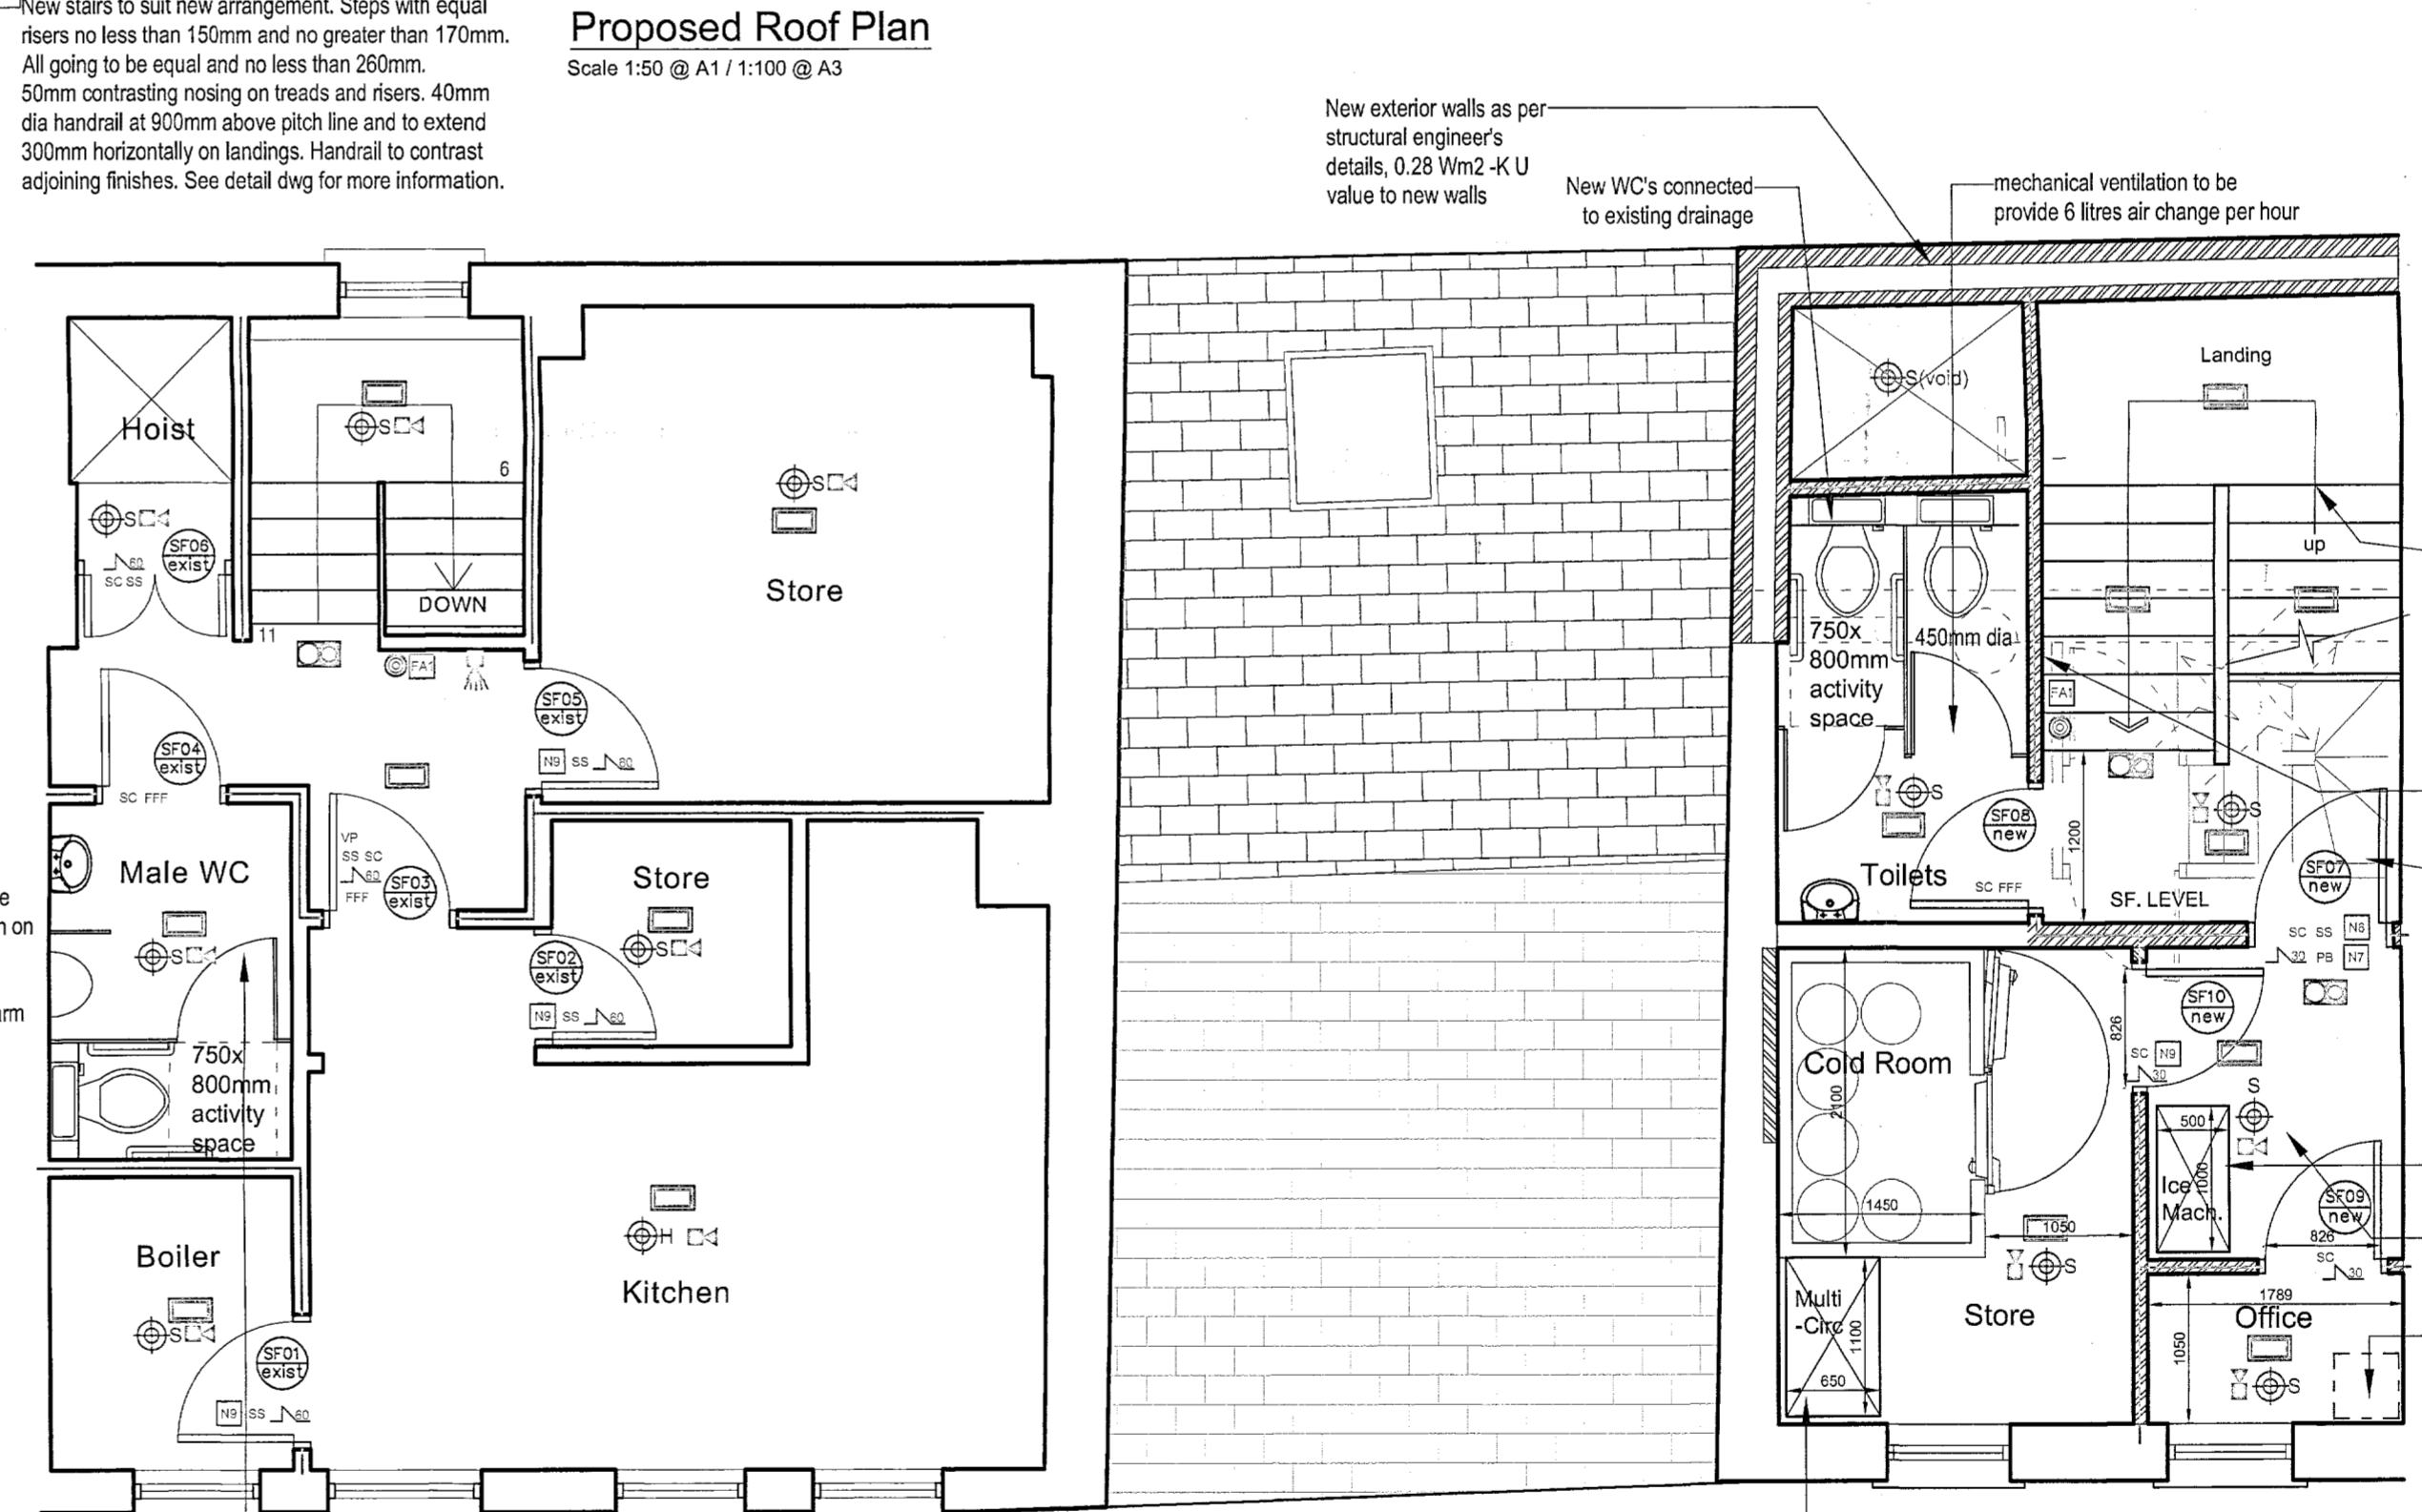 New stairs to suit new arrangement. Steps with equal
risers no less than 150mm and no greater than 170mm.
All going to be equal and no less than 260mm.
50mm contrasting nosing on treads and risers. 40mm
dia handrail at 900mm above pitch line and to extend
300mm horizontally on landings. Handrail to contrast
adjoining finishes. See detail dwg for more information.
Proposed Roof Plan
Scale 1:50 @ A1 / 1:100 @ A3
New exterior walls as per
structural engineer's
details, 0.28 Wm2 -K U
value to new walls
New WC's connected
to existing drainage
mechanical ventilation to be
provide 6 litres air change per hour
Hoist
S
6
S
SF06
exist
60
SC SS
DOWN
11
FA1
S
Store
SF05
exist
N9 SS 60
SF04
exist
SC FFF
VP
SS SC
60
FFF
SF03
exist
Male WC
S
750x
800mm
activity
space
Store
S
SF02
exist
N9 SS 60
Boiler
S
SF01
exist
N9 SS 60
H
Kitchen
S(void)
Landing
up
750x
800mm
activity
space
450mm dia
FA1
S
SF08
new
1200
S
Toilets
SC FFF
SF. LEVEL
SF07
new
SC SS N8
30 PB N7
SF10
new
826
SC N9
30
Cold Room
2100
1450
1050
S
S
500
1000
Ice
Mach.
SF09
new
826
SC
30
Multi
-Circ
1100
650
Store
1789
Office
1050
S
e
n on
arm